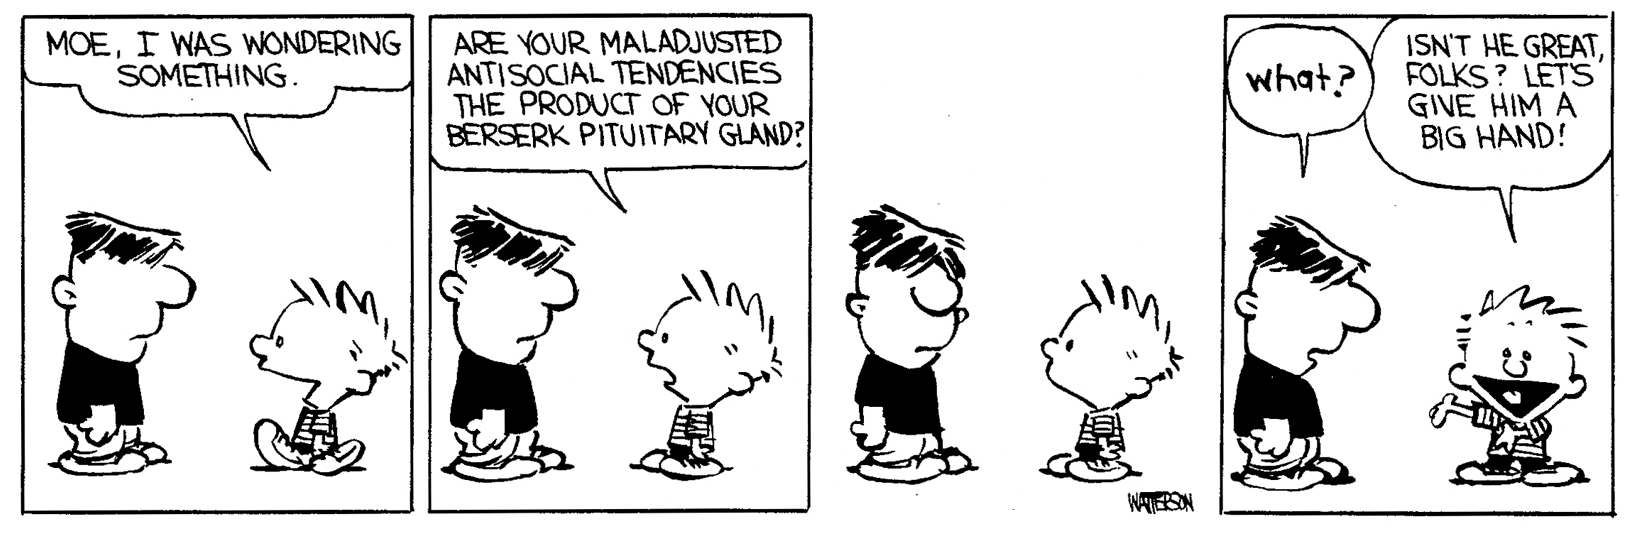 MOE, I WAS WONDERING
SOMETHING.
ARE YOUR MALADJUSTED
ANTISOCIAL TENDENCIES
THE PRODUCT OF YOUR
BERSERK PITUITARY GLAND?
WATTERSON
What?
ISN'T HE GREAT,
FOLKS? LET'S
GIVE HIM A
BIG HAND!